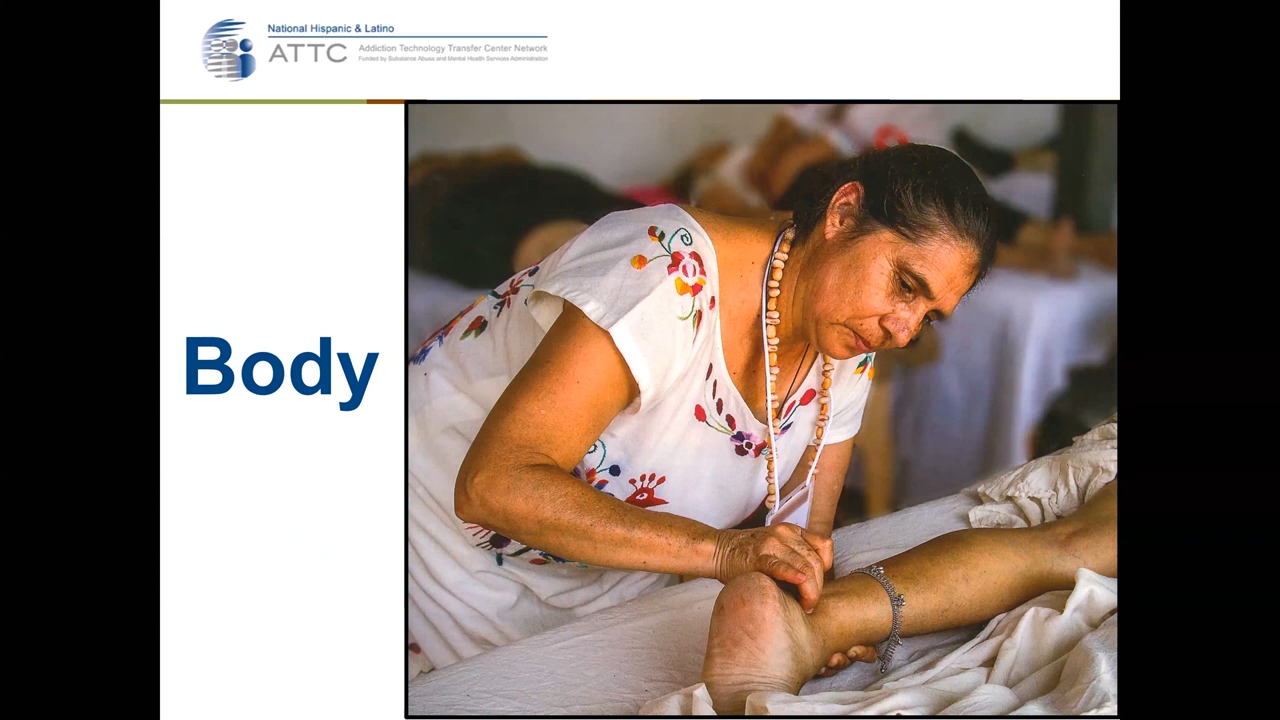 National Hispanic & Latino
ATTC
Addiction Technology Transfer Center Network
Funded by Substance Abuse and Mental Health Services Administration
Body